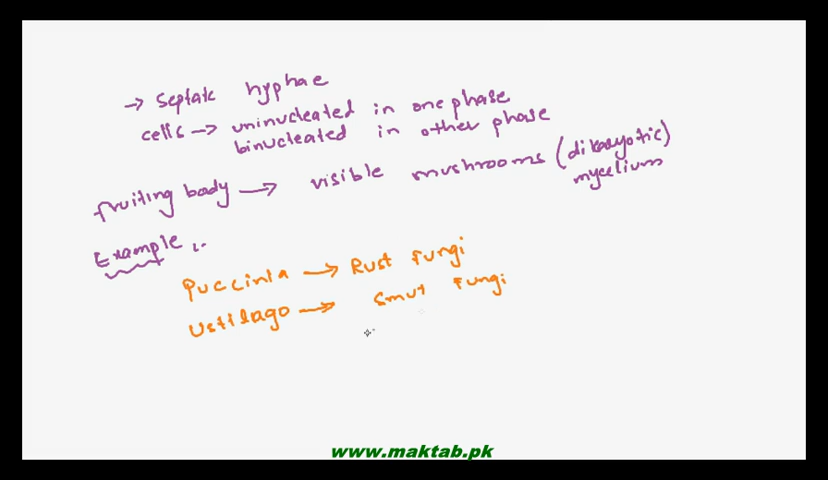 → Septate hyphae
cells → uninucleated in one phase
binucleated in other phase
fruiting body → visible mushrooms (dikaryotic) mycelium
Example :-
Puccinia → Rust fungi
Ustilago → Smut fungi
www.maktab.pk